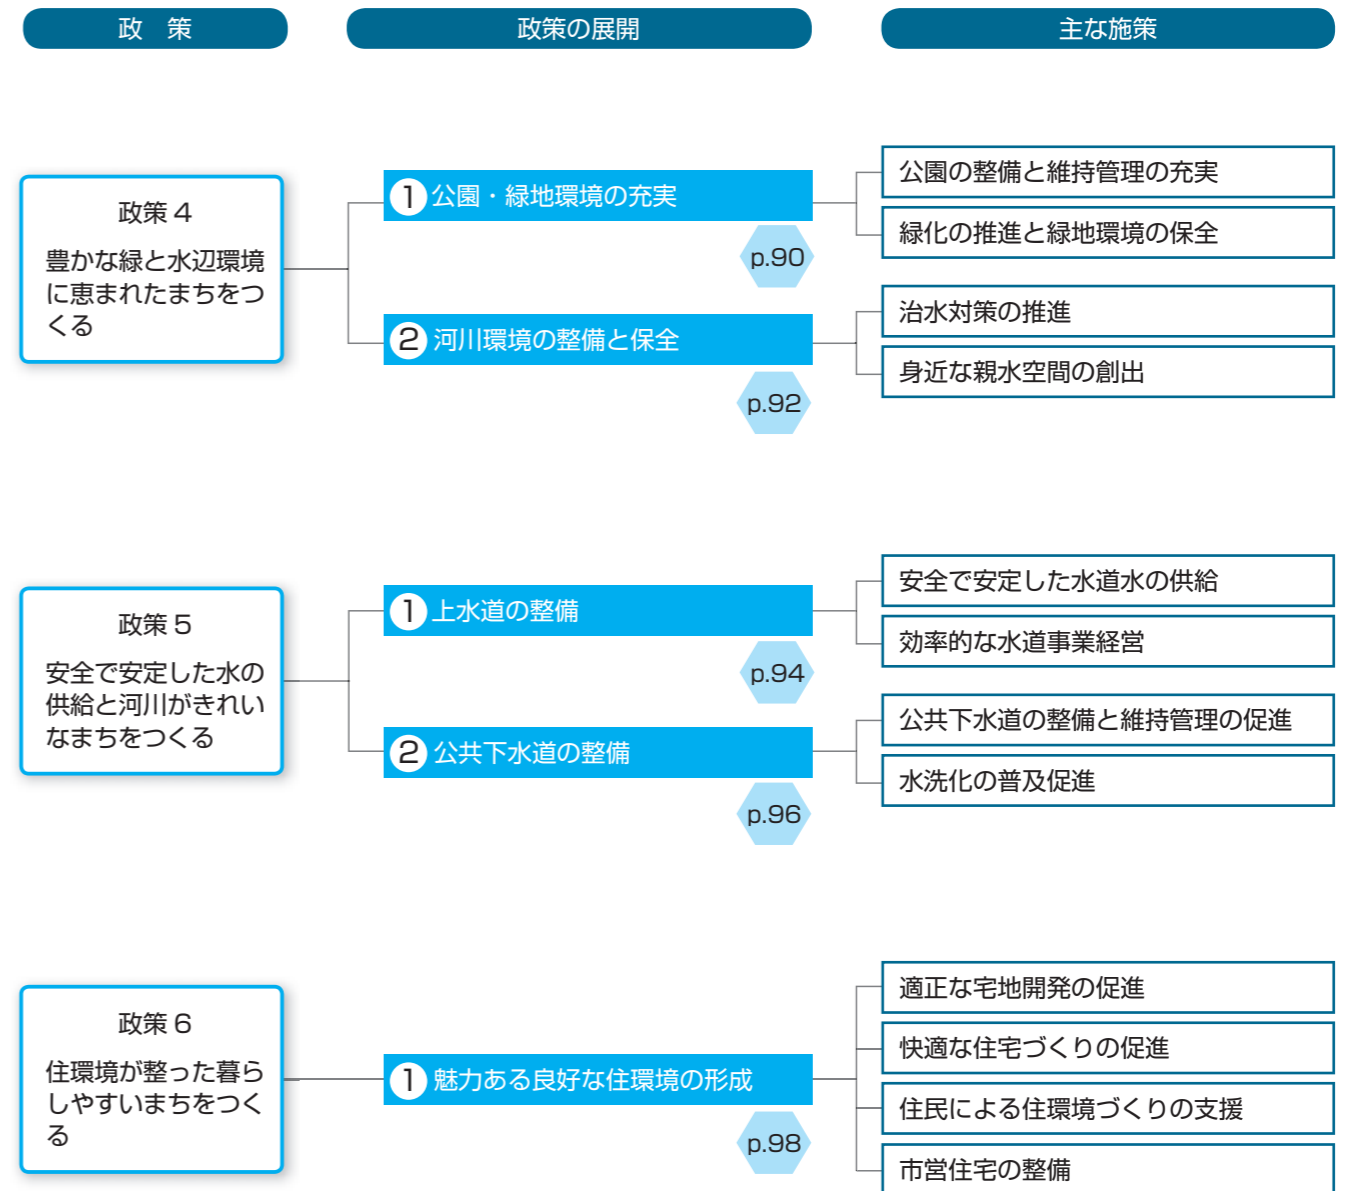 政　策
政策の展開
主な施策
政策 4
豊かな緑と水辺環境
に恵まれたまちをつ
くる
1 公園・緑地環境の充実
p.90
公園の整備と維持管理の充実
緑化の推進と緑地環境の保全
2 河川環境の整備と保全
p.92
治水対策の推進
身近な親水空間の創出
政策 5
安全で安定した水の
供給と河川がきれい
なまちをつくる
1 上水道の整備
p.94
安全で安定した水道水の供給
効率的な水道事業経営
2 公共下水道の整備
p.96
公共下水道の整備と維持管理の促進
水洗化の普及促進
政策 6
住環境が整った暮ら
しやすいまちをつく
る
1 魅力ある良好な住環境の形成
p.98
適正な宅地開発の促進
快適な住宅づくりの促進
住民による住環境づくりの支援
市営住宅の整備